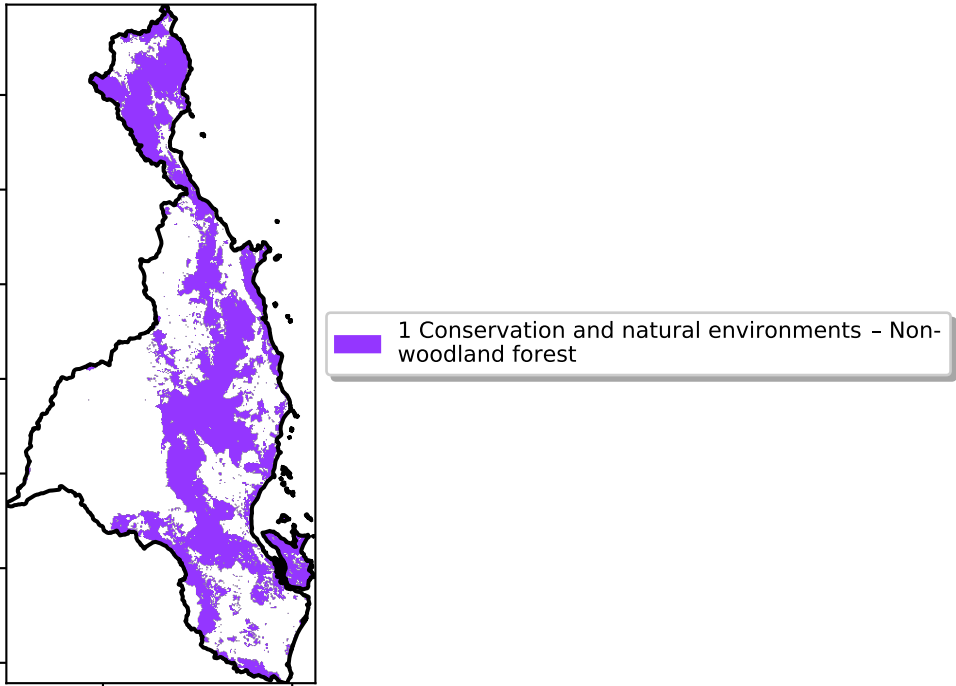 1 Conservation and natural environments – Non-
woodland forest